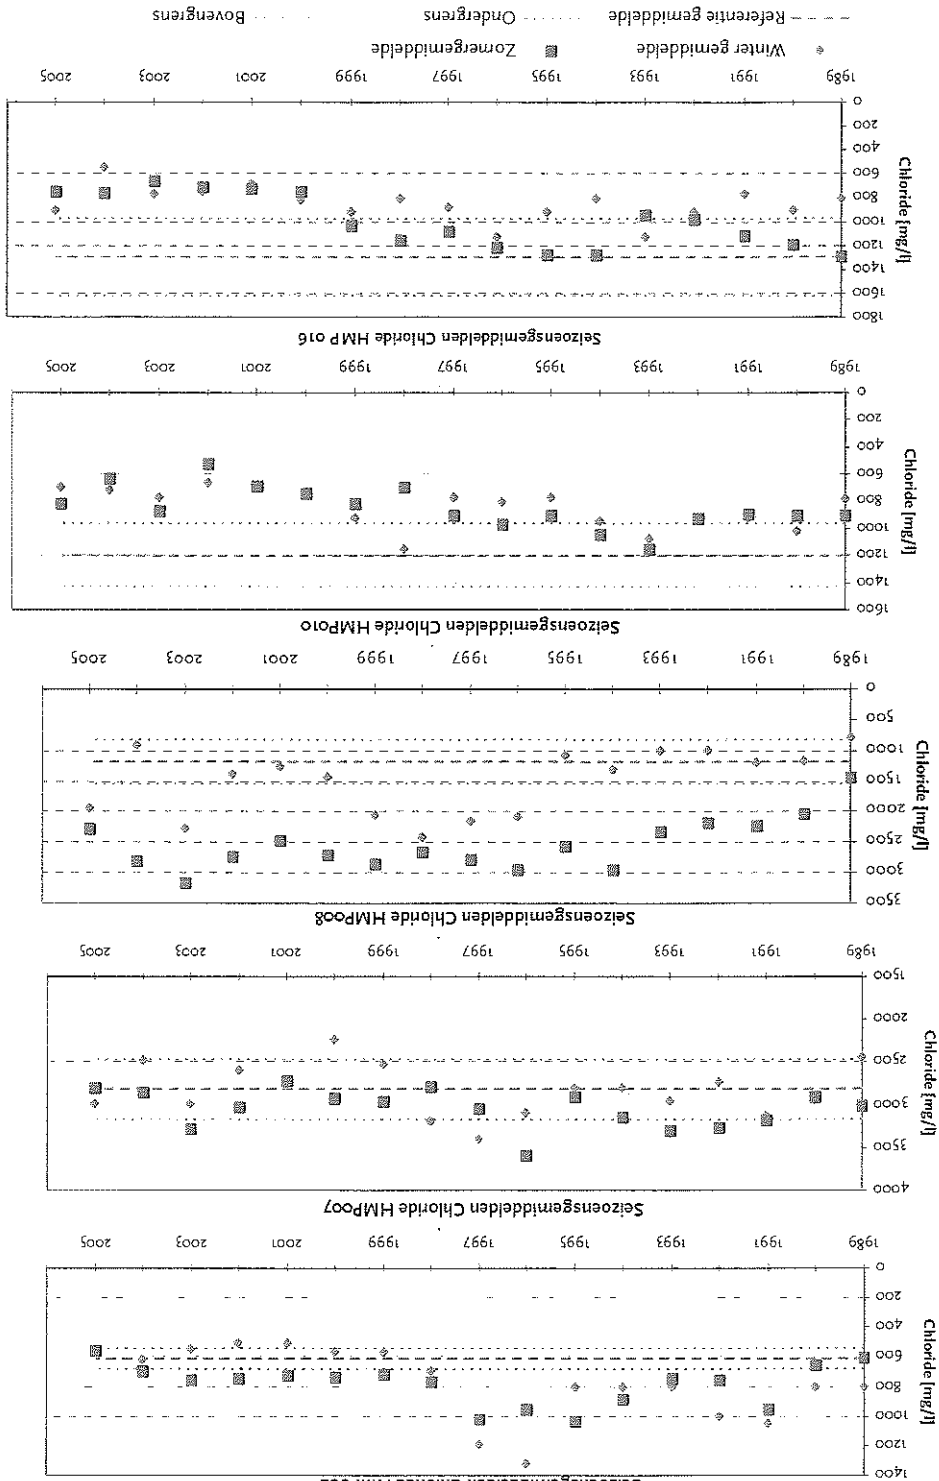 Chloride [mg/l]
1400
1200
1000
800
600
400
200
0
1989 1991 1993 1995 1997 1999 2001 2003 2005
Seizoensgemiddelden Chloride HMP007
Chloride [mg/l]
4000
3500
3000
2500
2000
1500
1989 1991 1993 1995 1997 1999 2001 2003 2005
Seizoensgemiddelden Chloride HMP008
Chloride [mg/l]
3500
3000
2500
2000
1500
1000
500
0
1989 1991 1993 1995 1997 1999 2001 2003 2005
Seizoensgemiddelden Chloride HMP010
Chloride [mg/l]
1600
1400
1200
1000
800
600
400
200
0
1989 1991 1993 1995 1997 1999 2001 2003 2005
Seizoensgemiddelden Chloride HMP 016
Chloride [mg/l]
1800
1600
1400
1200
1000
800
600
400
200
0
1989 1991 1993 1995 1997 1999 2001 2003 2005
Winter gemiddelde Zomergemiddelde
Referentie gemiddelde Ondergrens Bovengrens